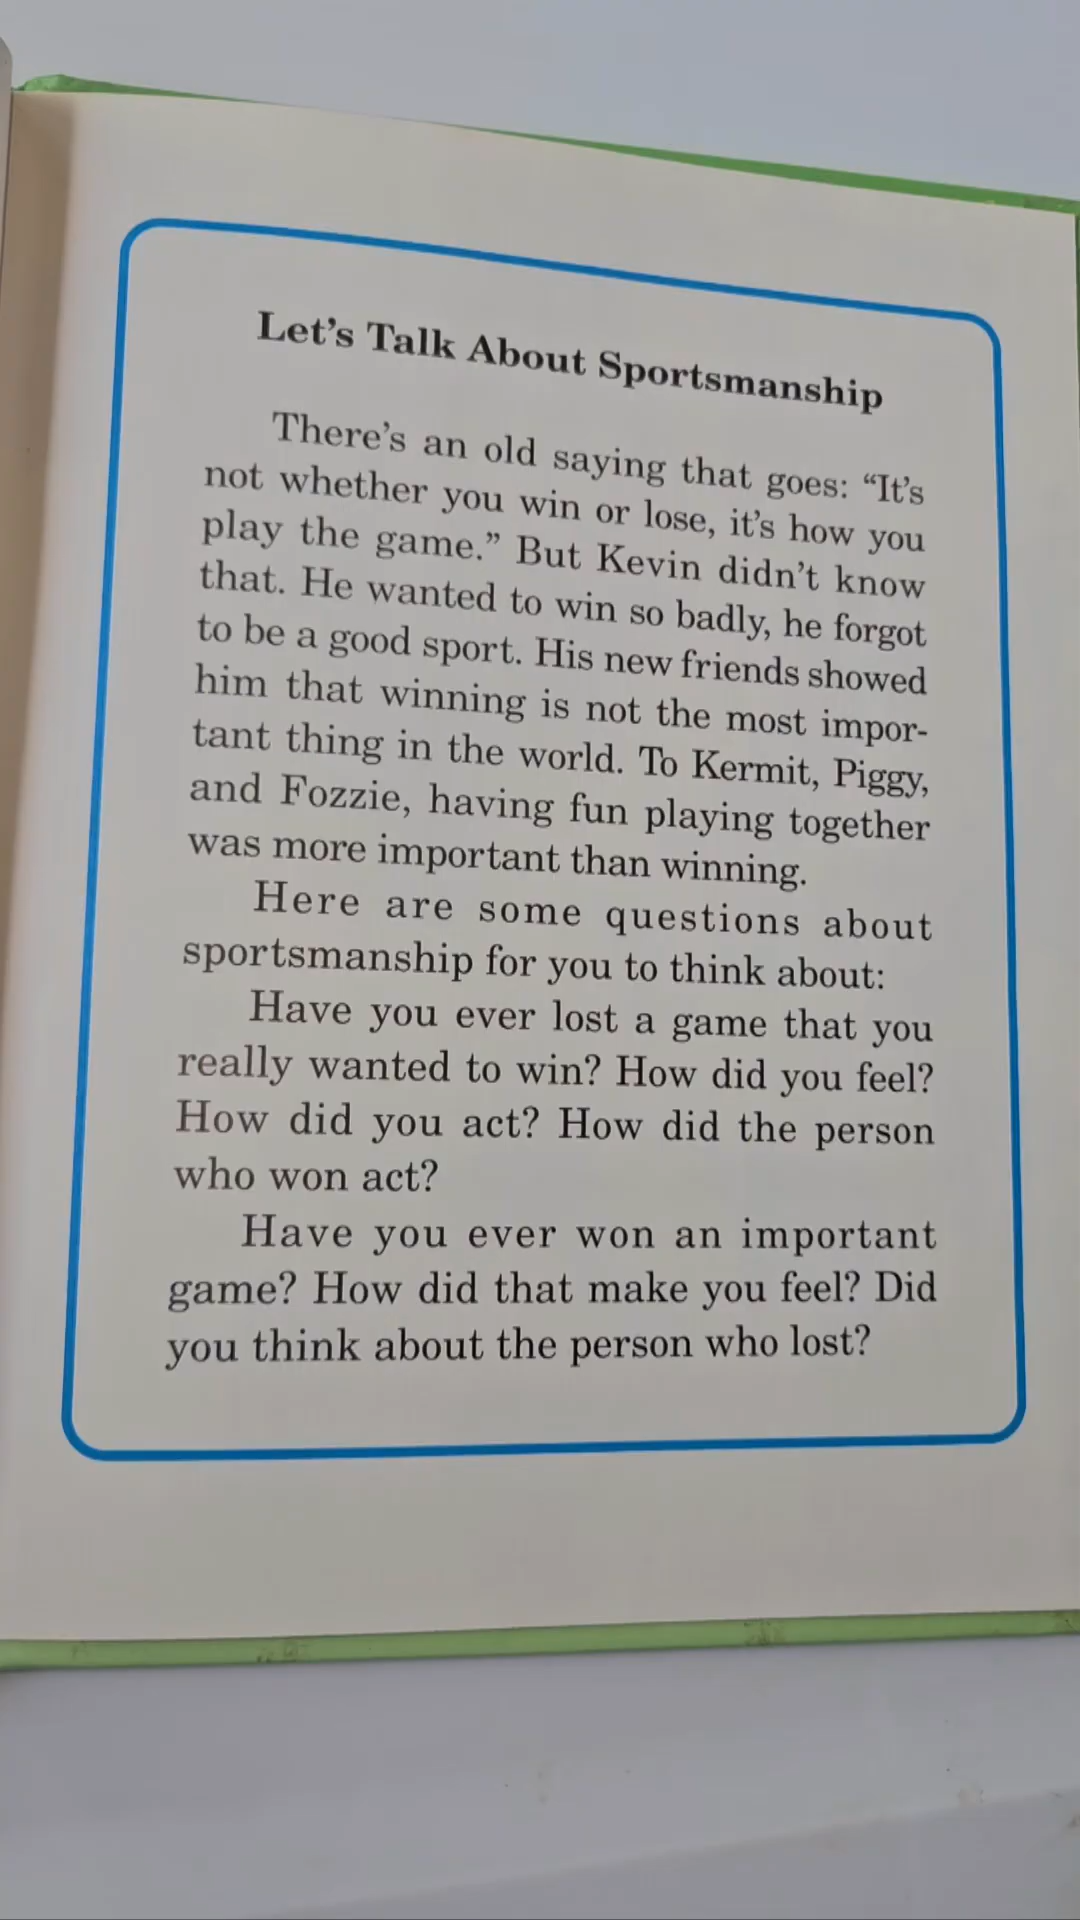 Let's Talk About Sportsmanship
There's an old saying that goes: “It's
not whether you win or lose, it's how you
play the game.” But Kevin didn't know
that. He wanted to win so badly, he forgot
to be a good sport. His new friends showed
him that winning is not the most impor-
tant thing in the world. To Kermit, Piggy,
and Fozzie, having fun playing together
was more important than winning.
Here are some questions about
sportsmanship for you to think about:
Have you ever lost a game that you
really wanted to win? How did you feel?
How did you act? How did the person
who won act?
Have you ever won an important
game? How did that make you feel? Did
you think about the person who lost?